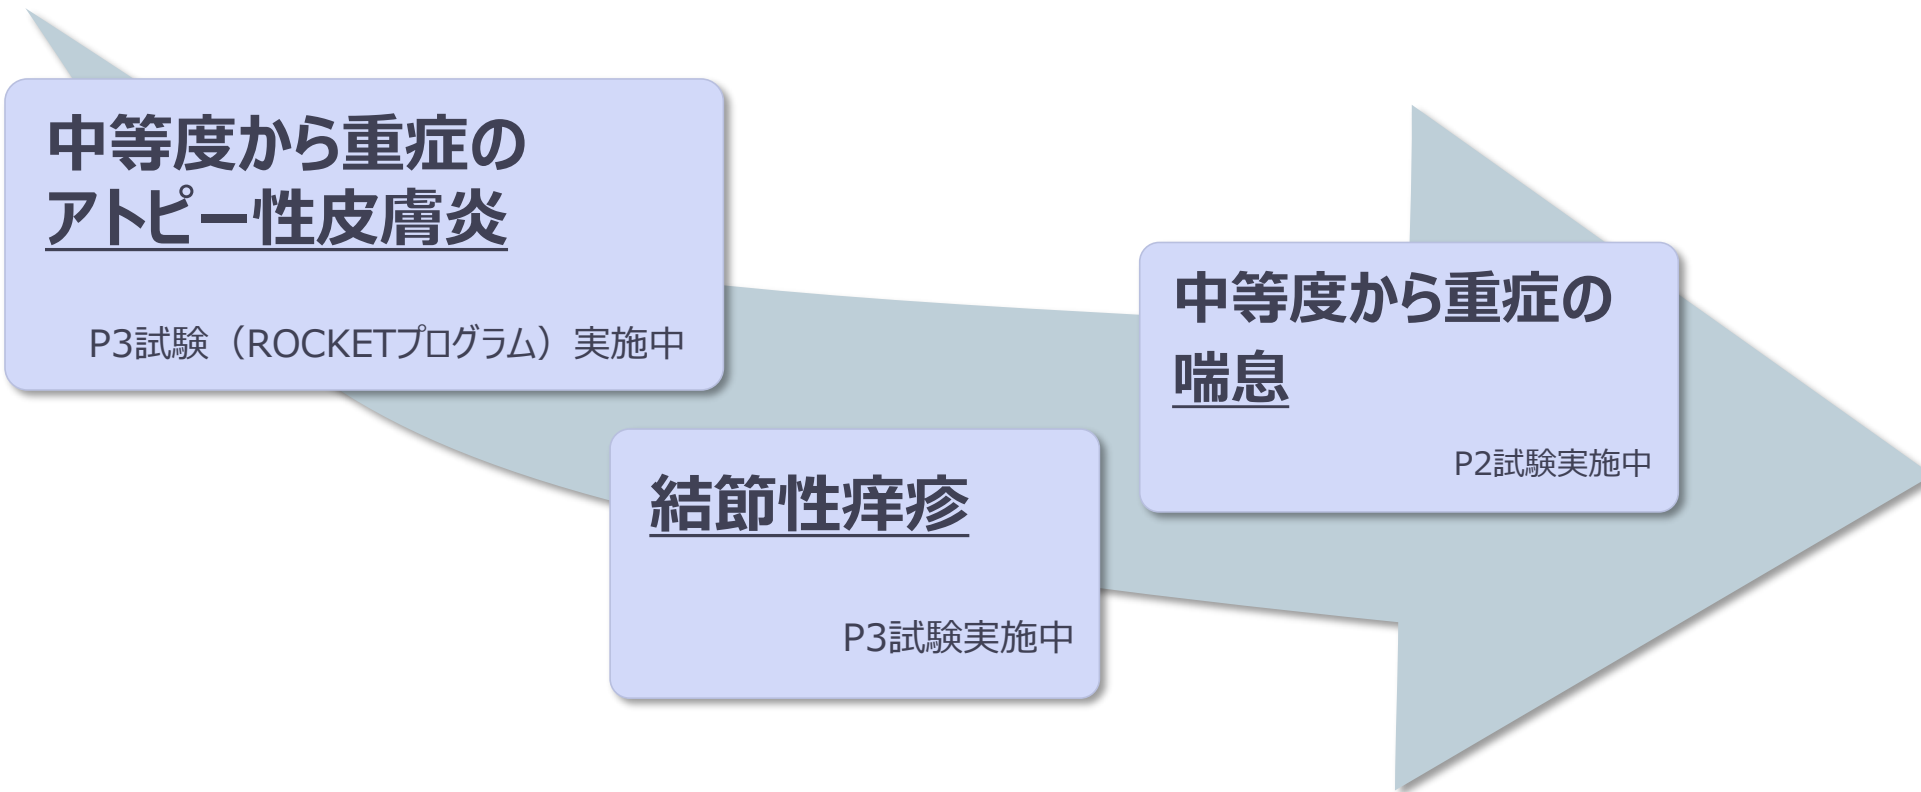 中等度から重症の
アトピー性皮膚炎
P3試験（ROCKETプログラム）実施中
結節性痒疹
P3試験実施中
中等度から重症の
喘息
P2試験実施中